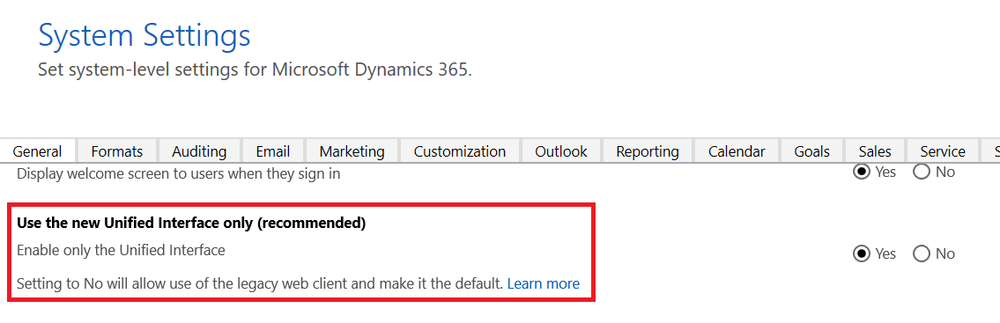 System Settings
Set system-level settings for Microsoft Dynamics 365.
General Formats Auditing Email Marketing Customization Outlook Reporting Calendar Goals Sales Service S
Display welcome screen to users when they sign in Yes No
Use the new Unified Interface only (recommended)
Enable only the Unified Interface Yes No
Setting to No will allow use of the legacy web client and make it the default. Learn more